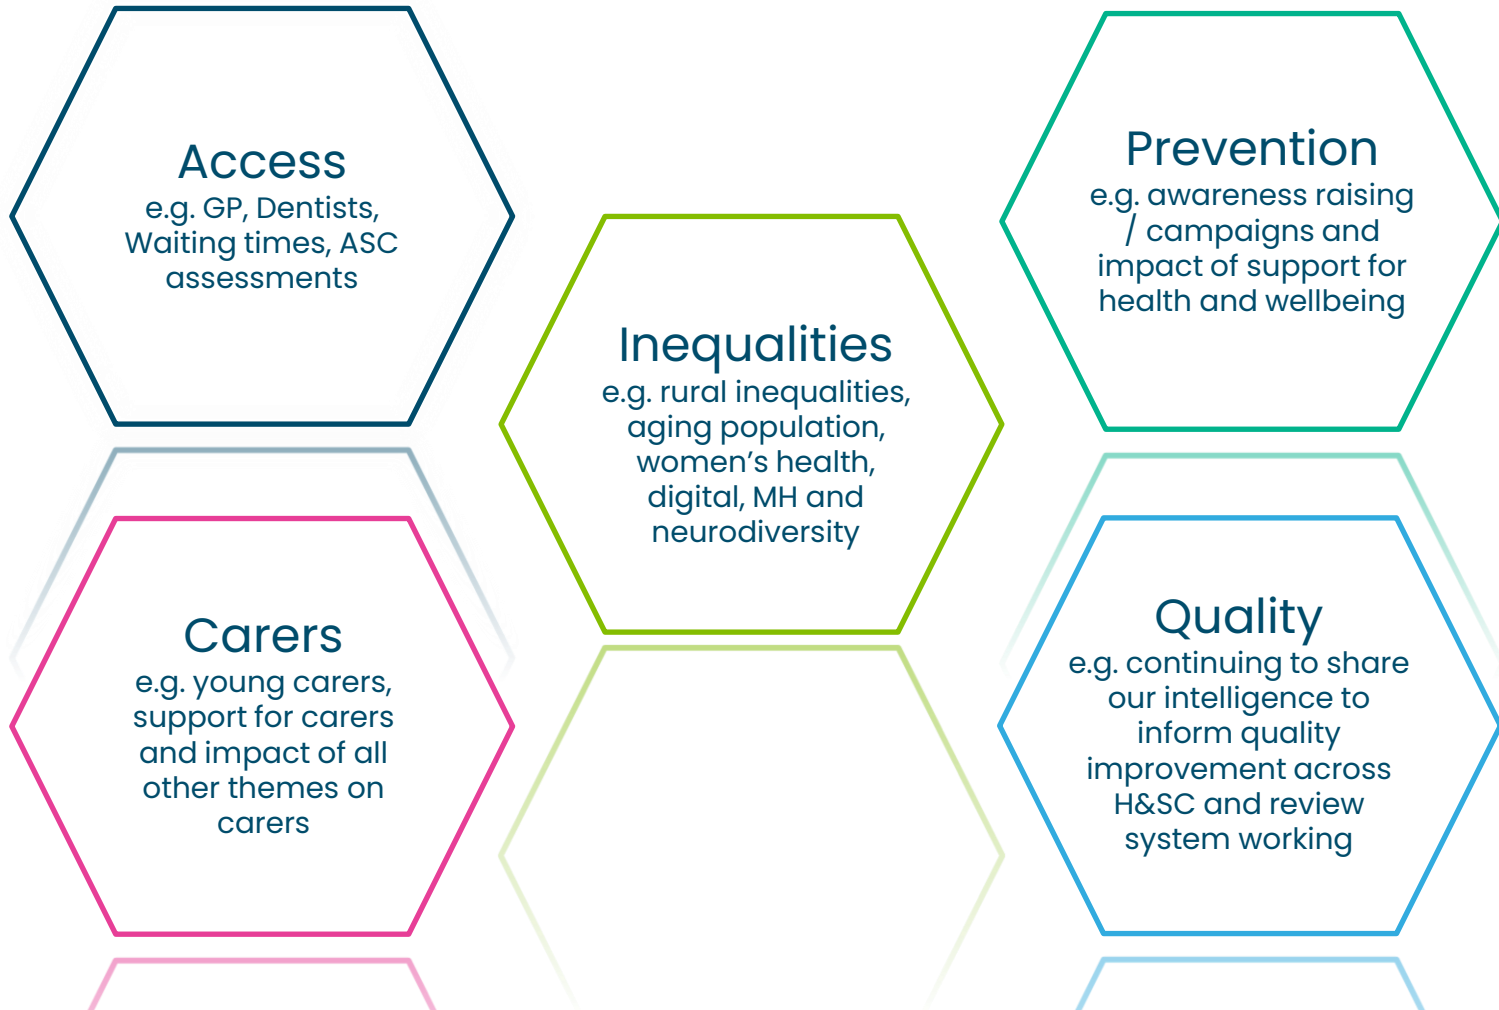 Access
e.g. GP, Dentists,
Waiting times, ASC
assessments
Carers
e.g. young carers,
support for carers
and impact of all
other themes on
carers
Inequalities
e.g. rural inequalities,
aging population,
women’s health,
digital, MH and
neurodiversity
Prevention
e.g. awareness raising
/ campaigns and
impact of support for
health and wellbeing
Quality
e.g. continuing to share
our intelligence to
inform quality
improvement across
H&SC and review
system working